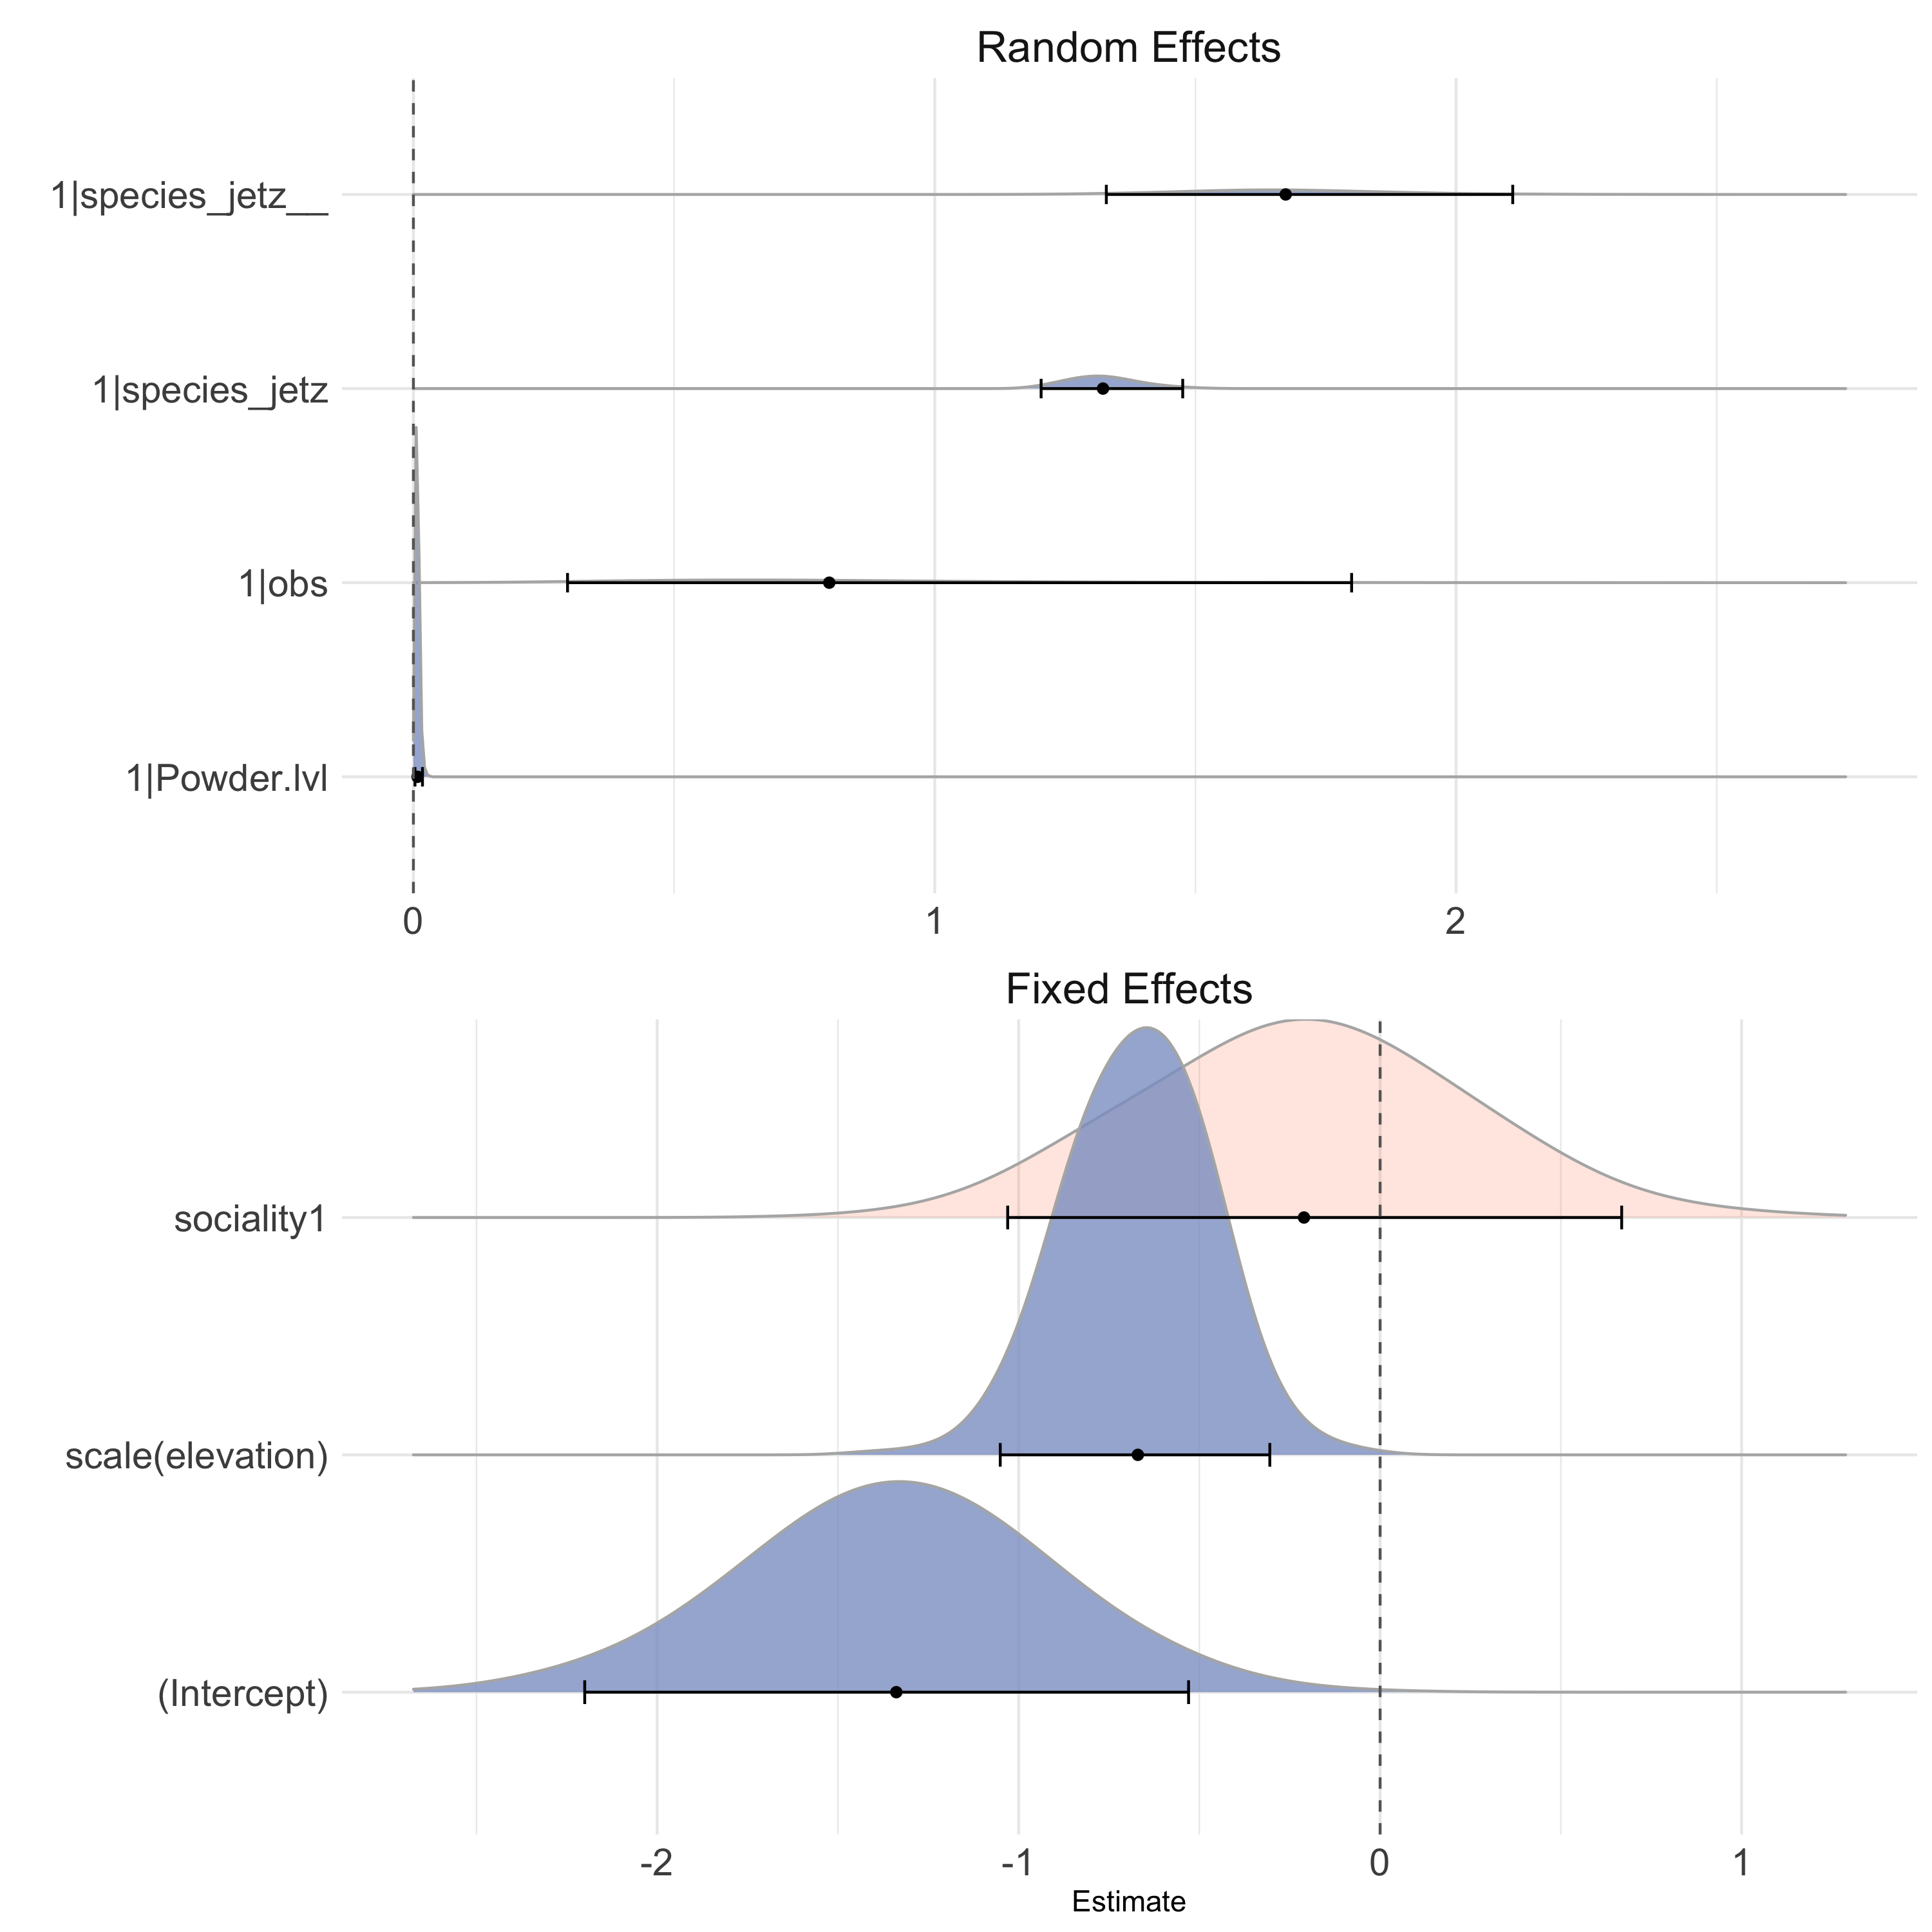 Random Effects
1|species_jetz__
1|species_jetz
1|obs
1|Powder.lvl
0 1 2
Fixed Effects
sociality1
scale(elevation)
(Intercept)
-2 -1 0 1
Estimate